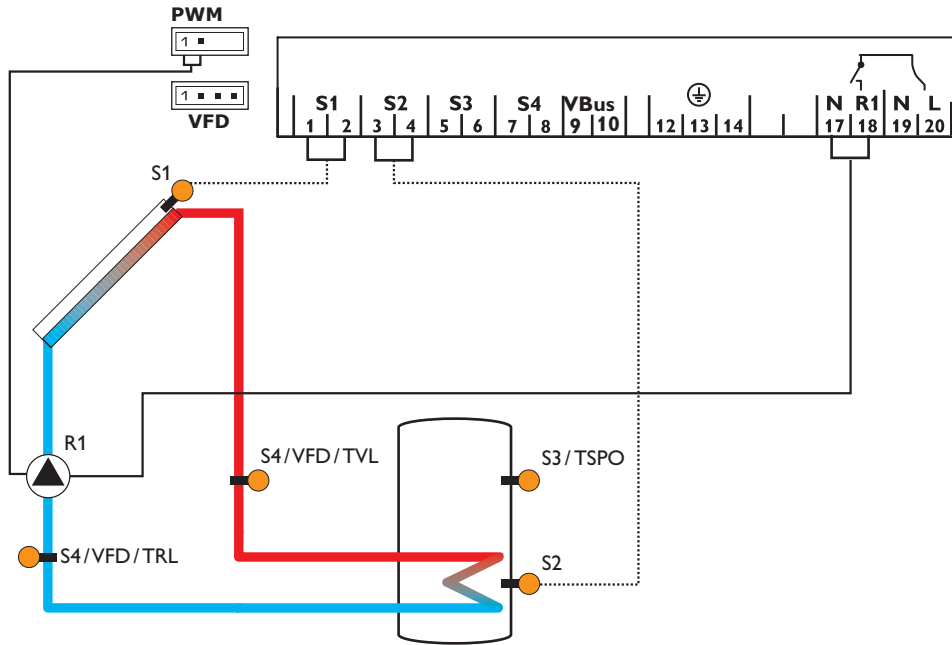 PWM
1
1
VFD
S1 S2 S3 S4 VBus N R1 N L
1 2 3 4 5 6 7 8 9 10 12 13 14 17 18 19 20
S1
R1
S4/VFD/TVL
S3/TSPO
S4/VFD/TRL
S2